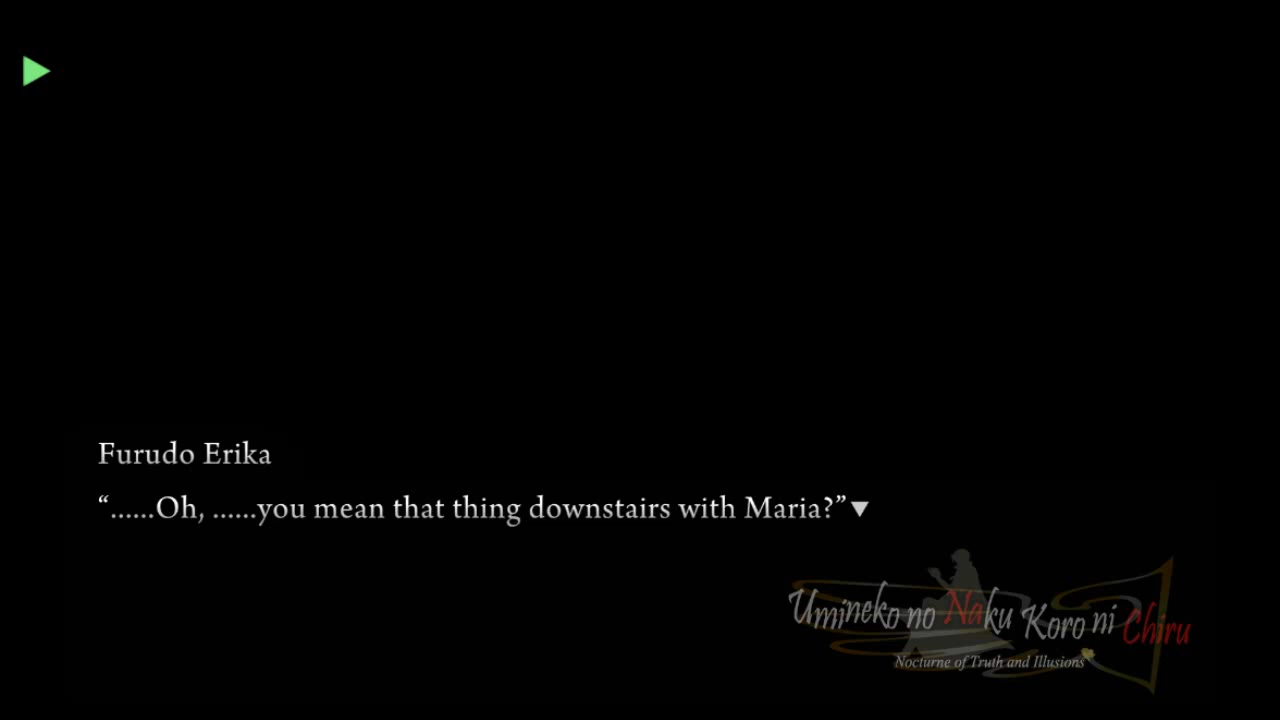 Furudo Erika
“......Oh, ......you mean that thing downstairs with Maria?”
Umineko no Naku Koro ni Chiru
Nocturne of Truth and Illusions